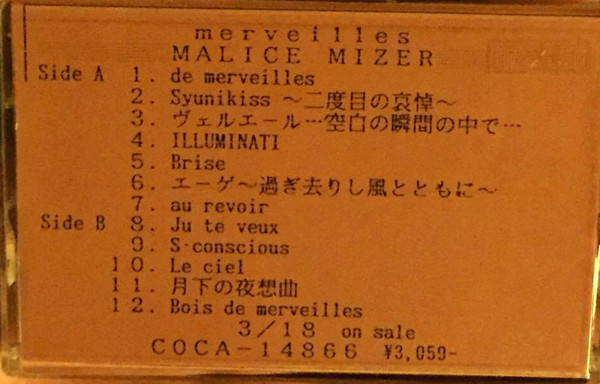 merveilles
MALICE MIZER
Side A 1. de merveilles
2. Syunikiss ～二度目の哀悼～
3. ヴェルエール…空白の瞬間の中で…
4. ILLUMINATI
5. Brise
6. エーゲ～過ぎ去りし風とともに～
7. au revoir
Side B 8. Ju te veux
9. S-conscious
10. Le ciel
11. 月下の夜想曲
12. Bois de merveilles
3/18 on sale
COCA-14866 ¥3,059-